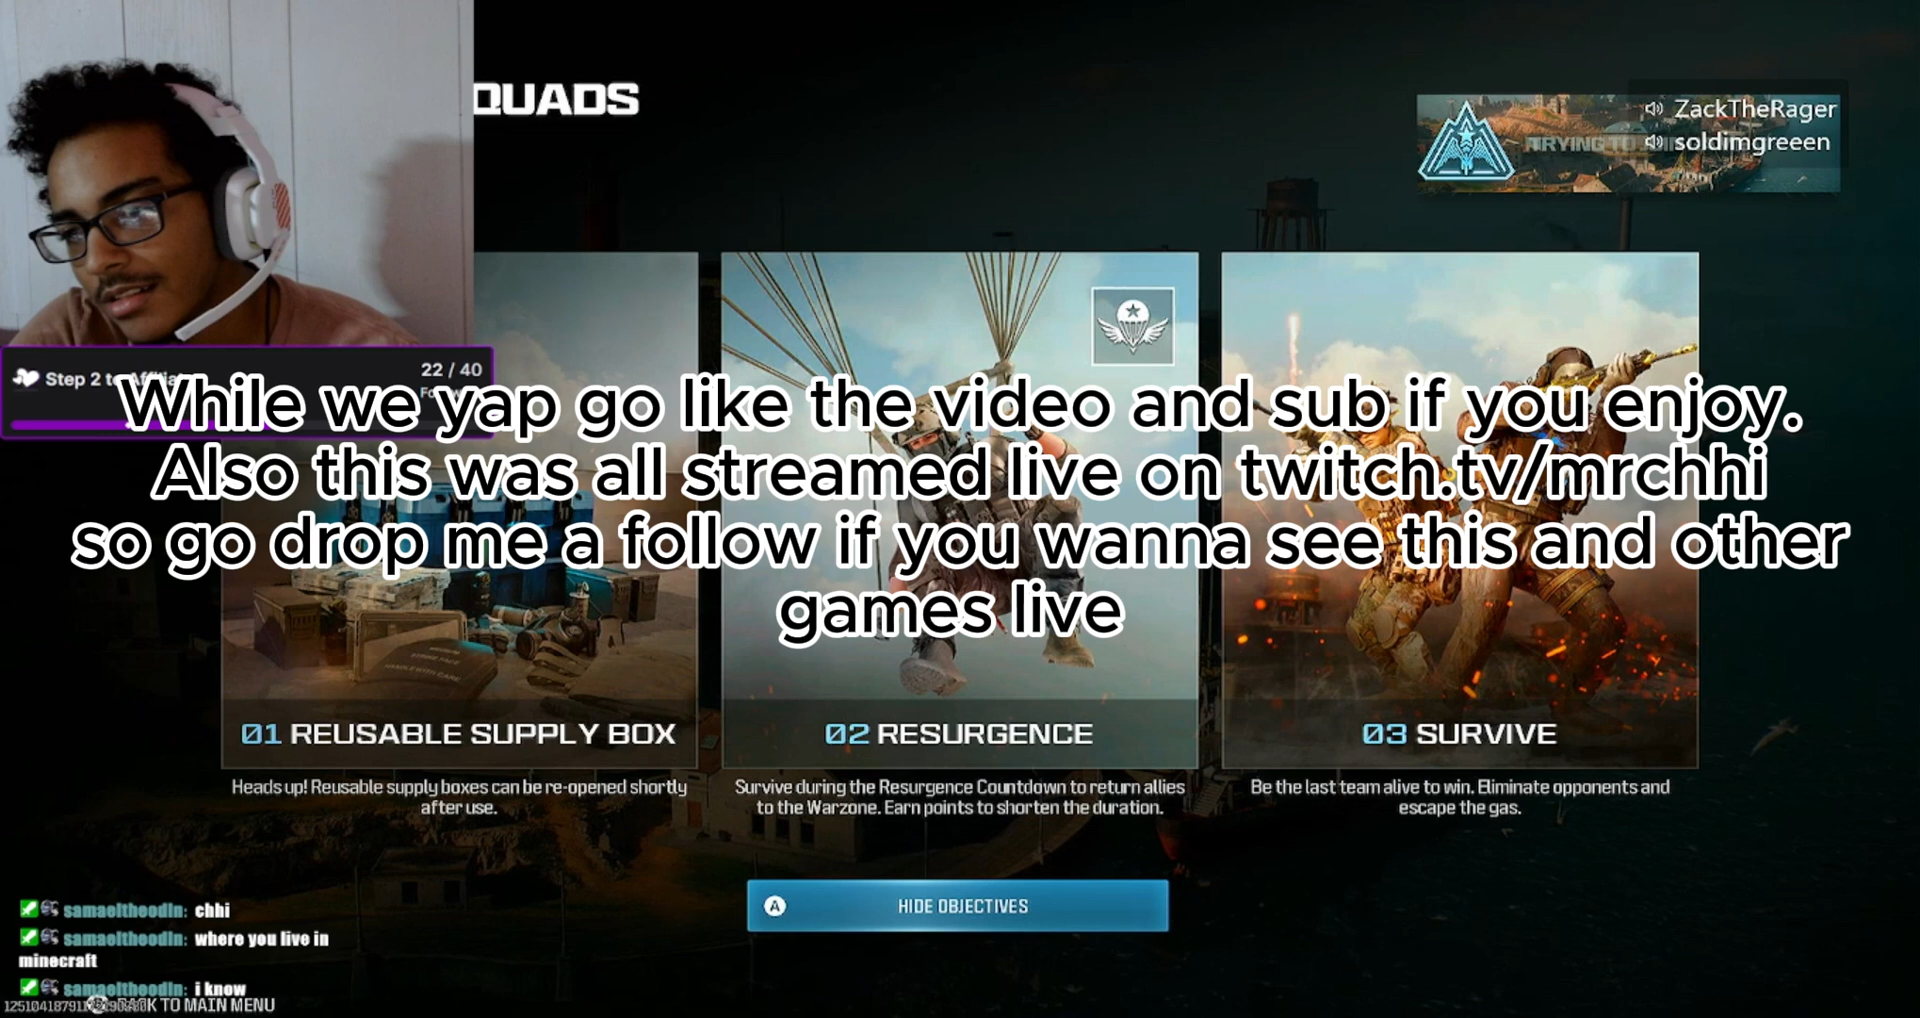 QUADS
ZackTheRager
soldimgreeen
TRYING TO
Step 2 to Affiliate
22 / 40
While we yap go like the video and sub if you enjoy.
Also this was all streamed live on twitch.tv/mrchhi
so go drop me a follow if you wanna see this and other
games live
01 REUSABLE SUPPLY BOX
Heads up! Reusable supply boxes can be re-opened shortly
after use.
02 RESURGENCE
Survive during the Resurgence Countdown to return allies
to the Warzone. Earn points to shorten the duration.
03 SURVIVE
Be the last team alive to win. Eliminate opponents and
escape the gas.
A HIDE OBJECTIVES
samaeltheodin: chhi
samaeltheodin: where you live in
minecraft
samaeltheodin: i know
BACK TO MAIN MENU